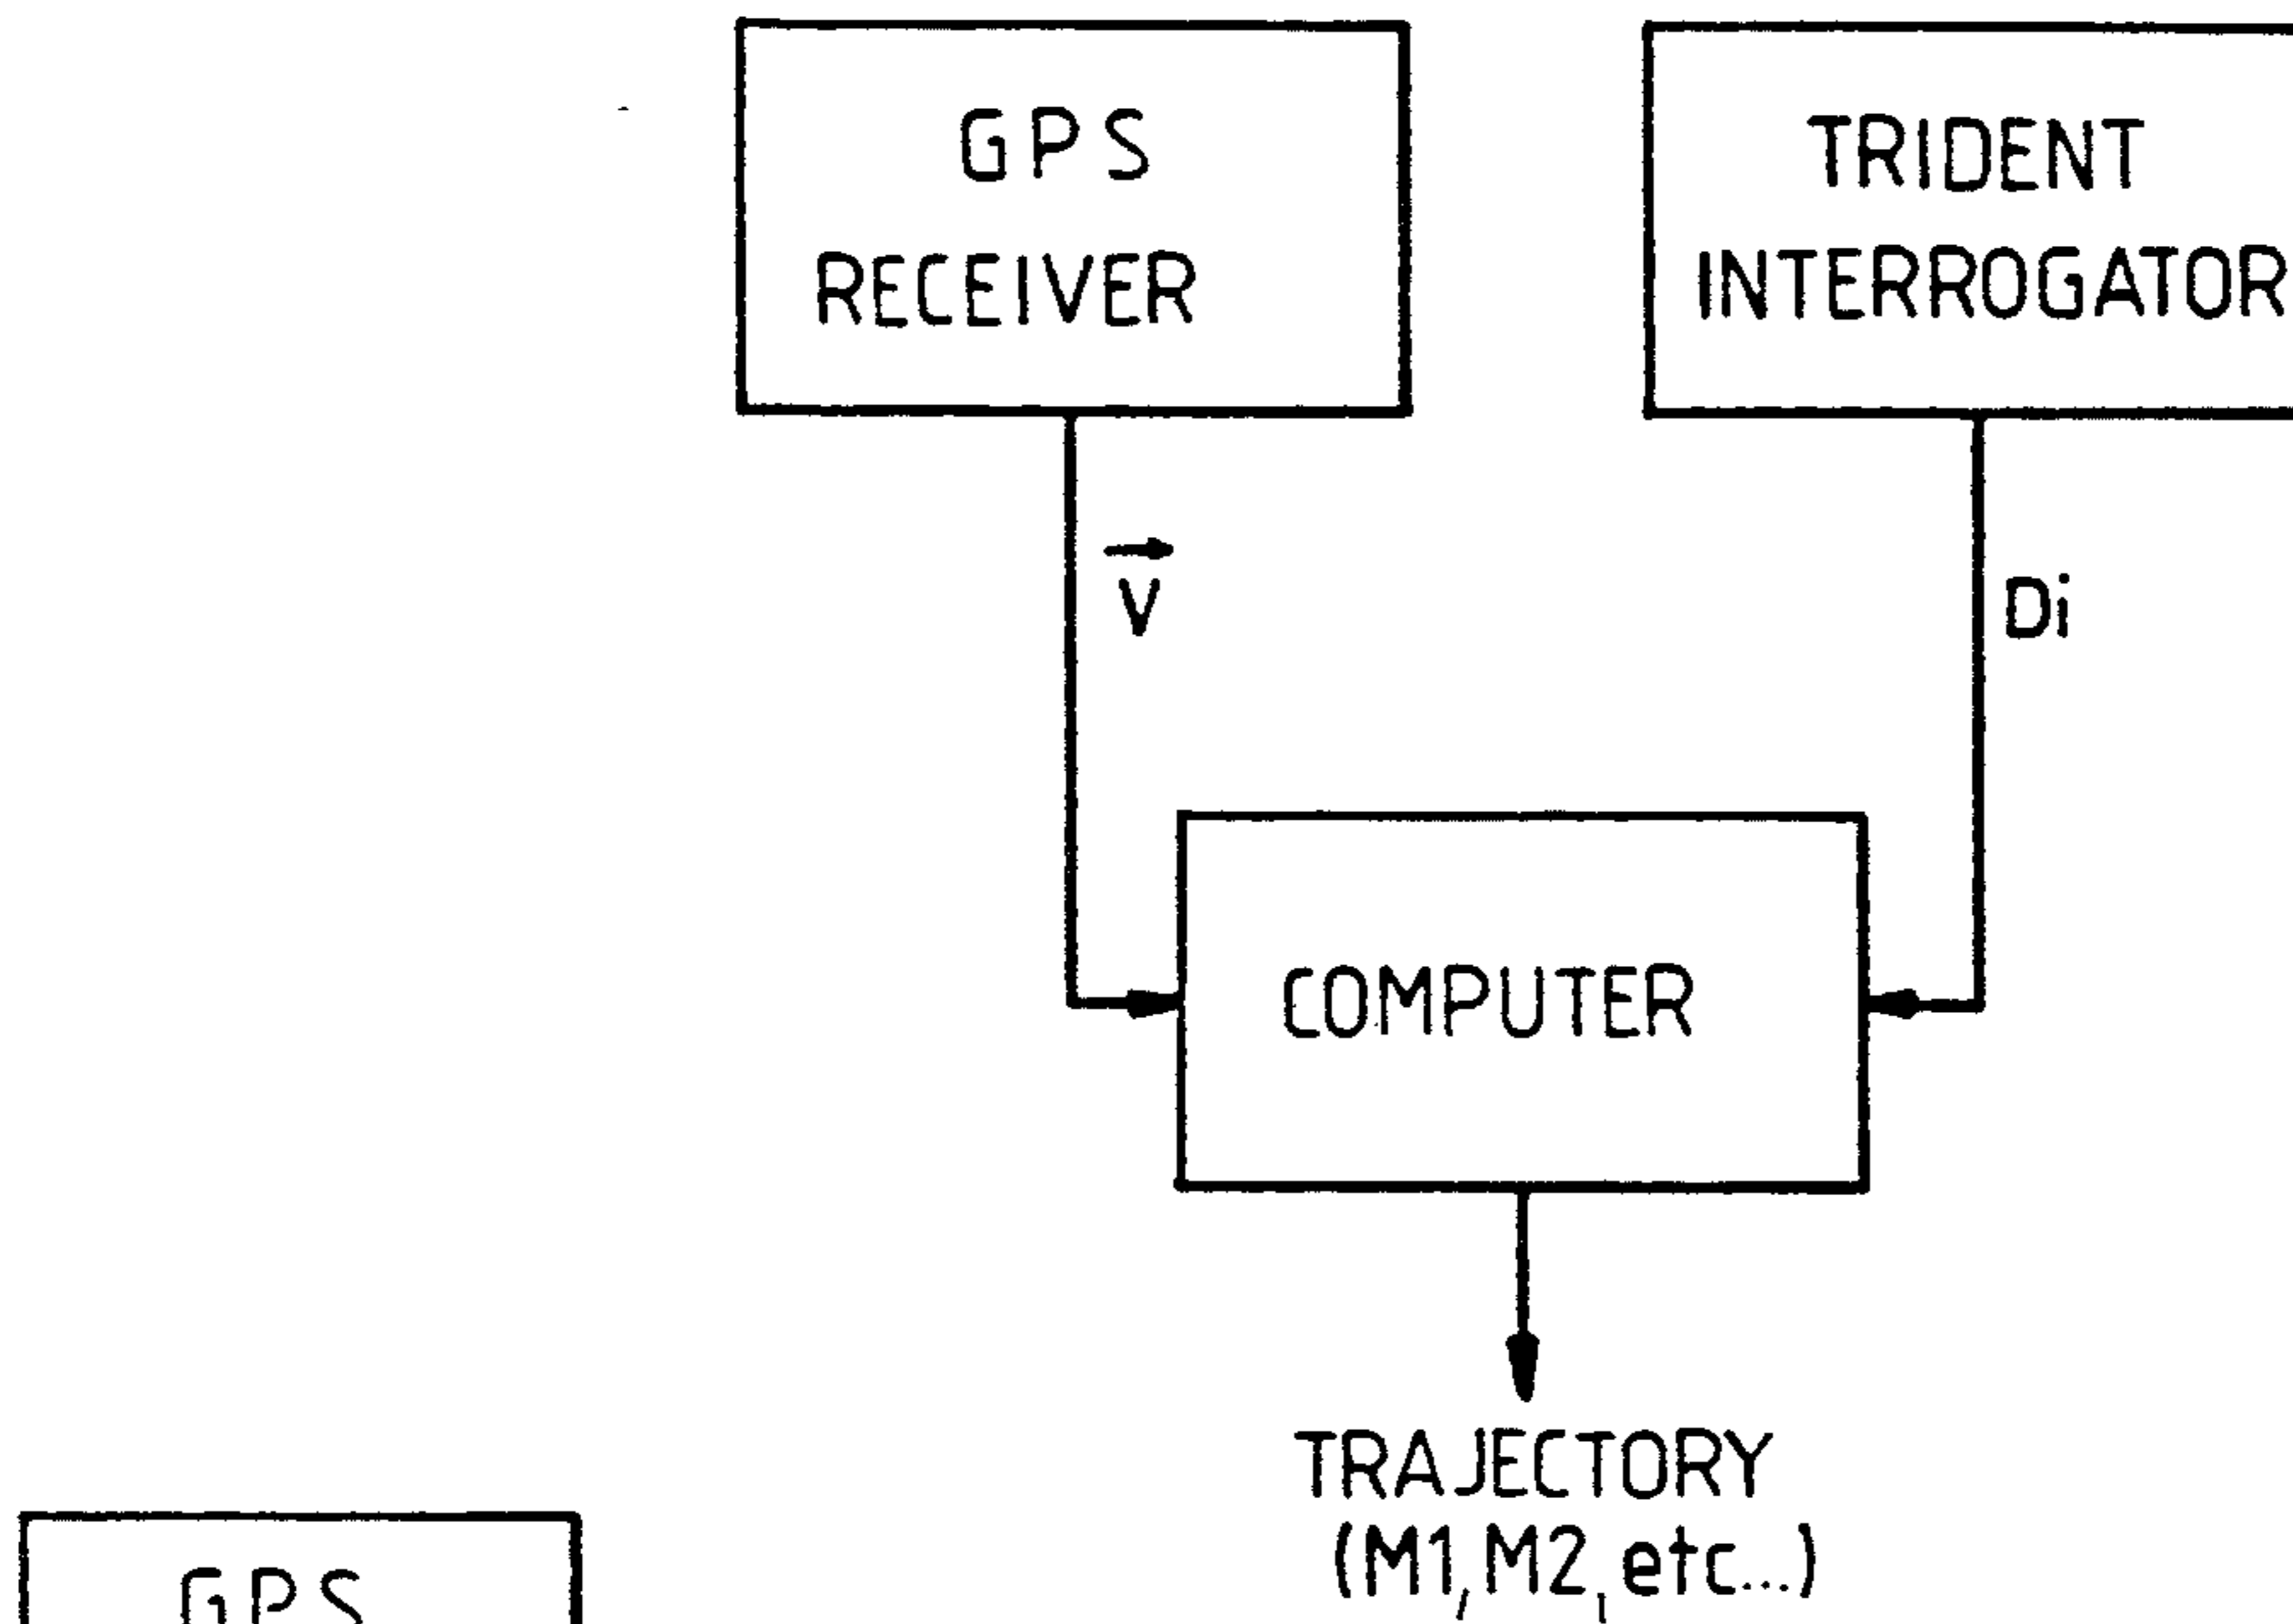 GPS
RECEIVER
TRIDENT
INTERROGATOR
V
Di
COMPUTER
TRAJECTORY
(M1,M2,etc...)
GPS